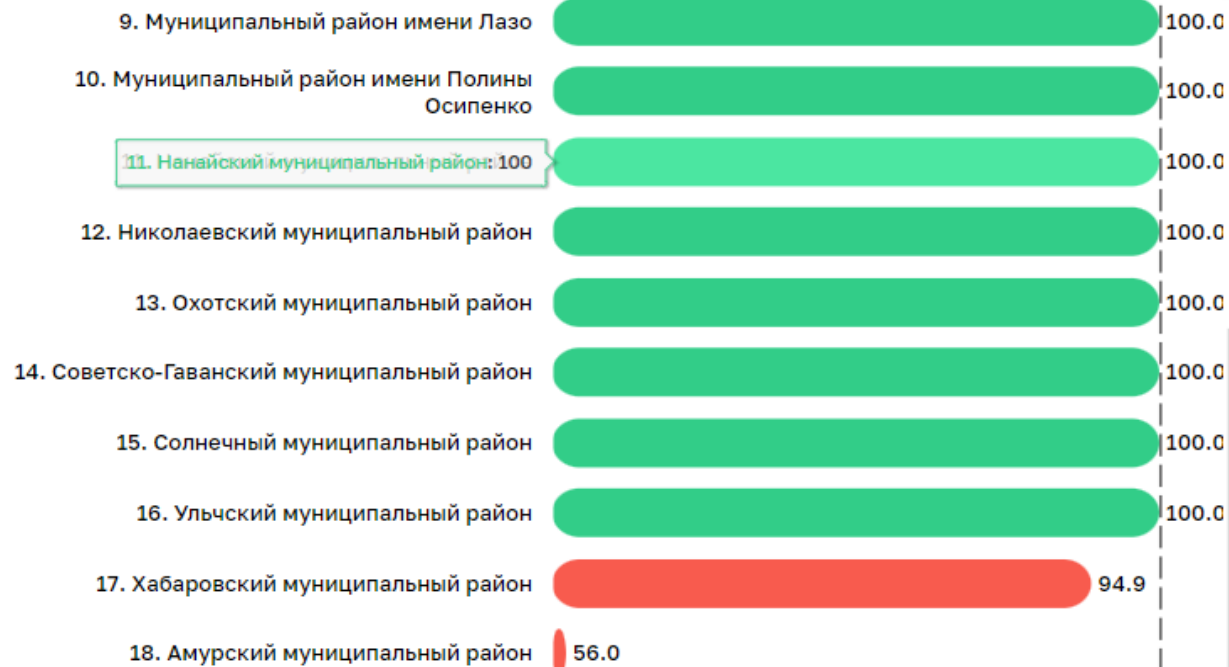 9. Муниципальный район имени Лазо 100.0
10. Муниципальный район имени Полины
Осипенко 100.0
11. Нанайский муниципальный район: 100 100.0
12. Николаевский муниципальный район 100.0
13. Охотский муниципальный район 100.0
14. Советско-Гаванский муниципальный район 100.0
15. Солнечный муниципальный район 100.0
16. Ульчский муниципальный район 100.0
17. Хабаровский муниципальный район 94.9
18. Амурский муниципальный район 56.0